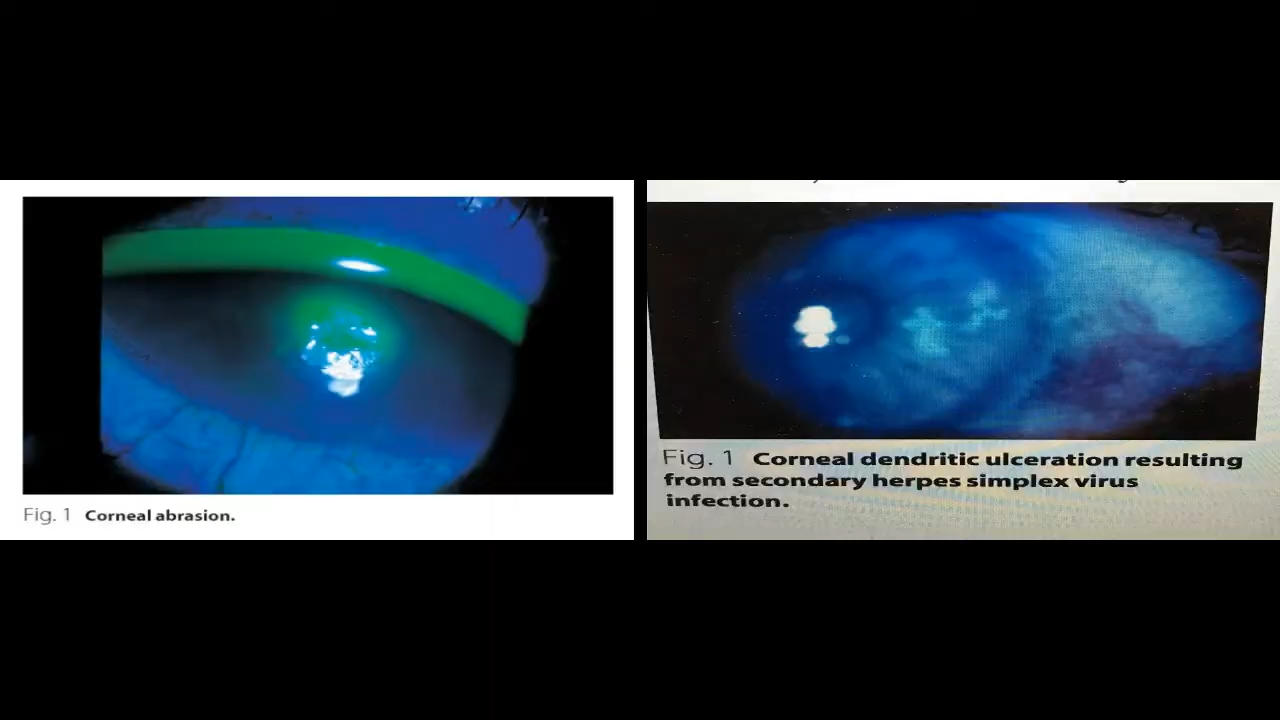 Fig. 1 Corneal abrasion.
Fig. 1 Corneal dendritic ulceration resulting
from secondary herpes simplex virus
infection.